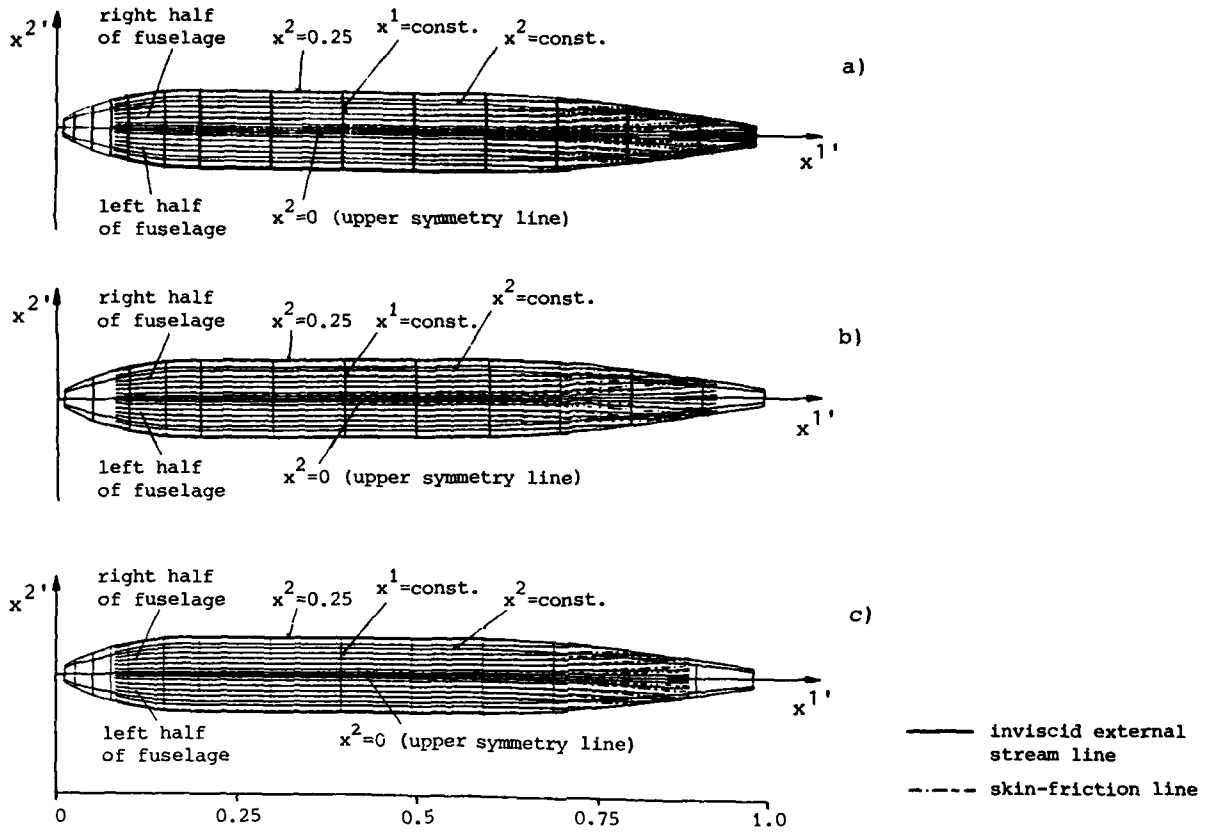 right half
of fuselage
x²'
x²=0.25
x¹=const.
x²=const.
a)
x¹'
left half
of fuselage
x²=0 (upper symmetry line)
right half
of fuselage
x²'
x²=0.25
x¹=const.
x²=const.
b)
x¹'
left half
of fuselage
x²=0 (upper symmetry line)
right half
of fuselage
x²'
x²=0.25
x¹=const.
x²=const.
c)
x¹'
left half
of fuselage
x²=0 (upper symmetry line)
inviscid external
stream line
skin-friction line
0 0.25 0.5 0.75 1.0